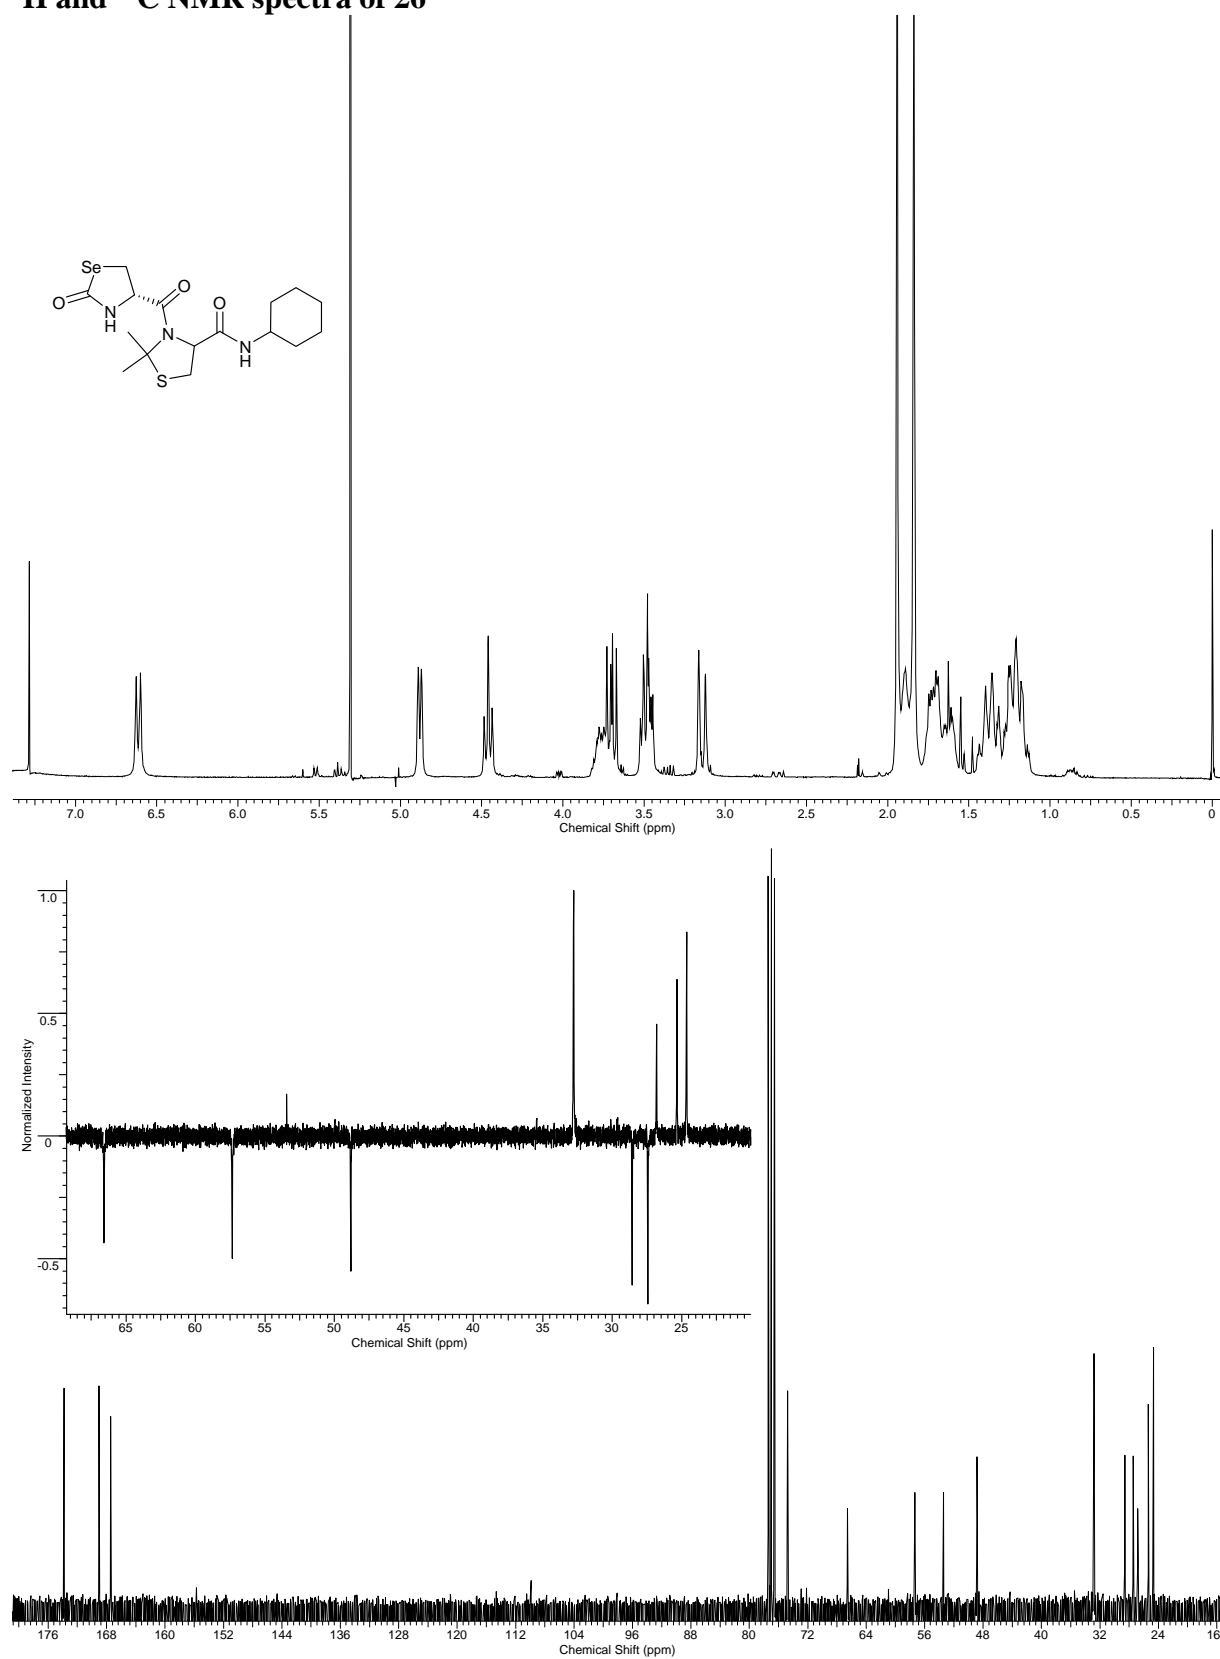 H and C NMR spectra of 26
Se
O
O
N
H
O
N
N
H
S
7.0 6.5 6.0 5.5 5.0 4.5 4.0 3.5 3.0 2.5 2.0 1.5 1.0 0.5 0
Chemical Shift (ppm)
1.0
0.5
0
-0.5
Normalized Intensity
65 60 55 50 45 40 35 30 25
Chemical Shift (ppm)
176 168 160 152 144 136 128 120 112 104 96 88 80 72 64 56 48 40 32 24 16
Chemical Shift (ppm)